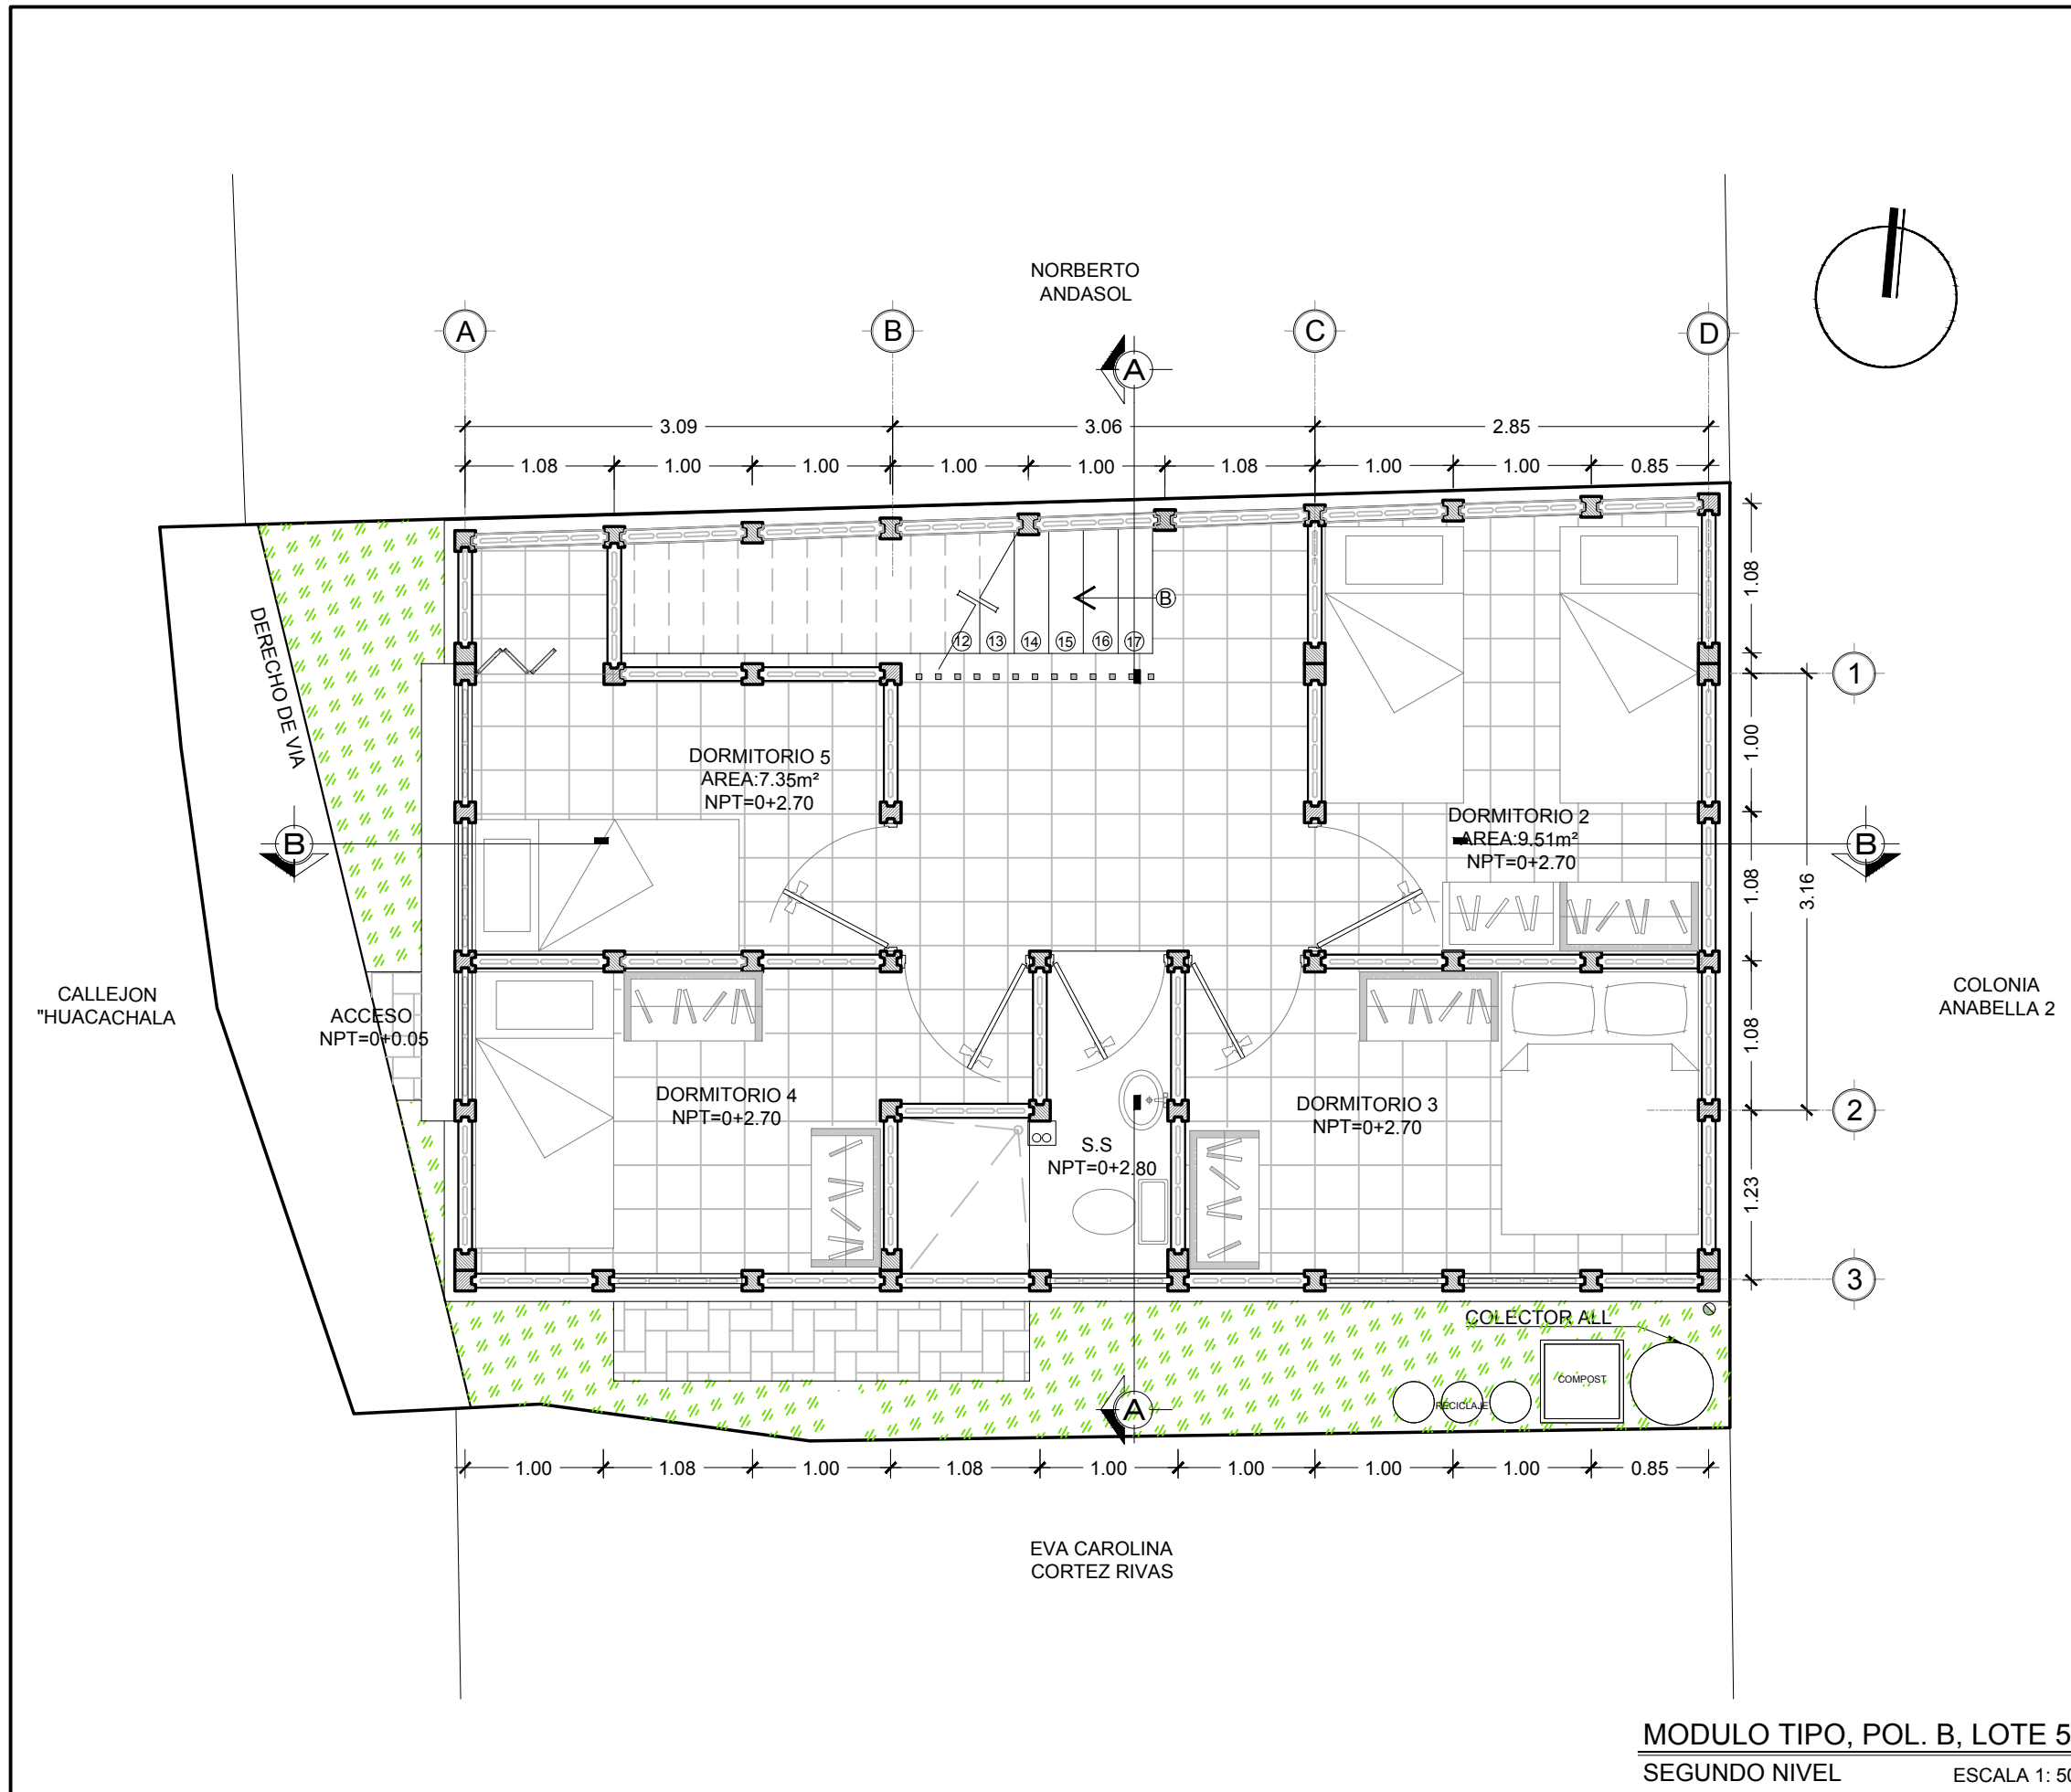 NORBERTO
ANDASOL
A
B
C
D
A
3.09
3.06
2.85
1.08
1.00
1.00
1.00
1.00
1.08
1.00
1.00
0.85
1.08
B
12
13
14
15
16
17
DERECHO DE VIA
1
1.00
DORMITORIO 5
AREA:7.35m²
NPT=0+2.70
DORMITORIO 2
AREA:9.51m²
NPT=0+2.70
B
B
1.08
3.16
CALLEJON
"HUACACHALA
ACCESO
NPT=0+0.05
COLONIA
ANABELLA 2
1.08
DORMITORIO 4
NPT=0+2.70
DORMITORIO 3
NPT=0+2.70
2
S.S
NPT=0+2.80
1.23
3
COLECTOR ALL
COMPOST
RECICLAJE
A
1.00
1.08
1.00
1.08
1.00
1.00
1.00
1.00
0.85
EVA CAROLINA
CORTEZ RIVAS
MODULO TIPO, POL. B, LOTE 5
SEGUNDO NIVEL
ESCALA 1: 50